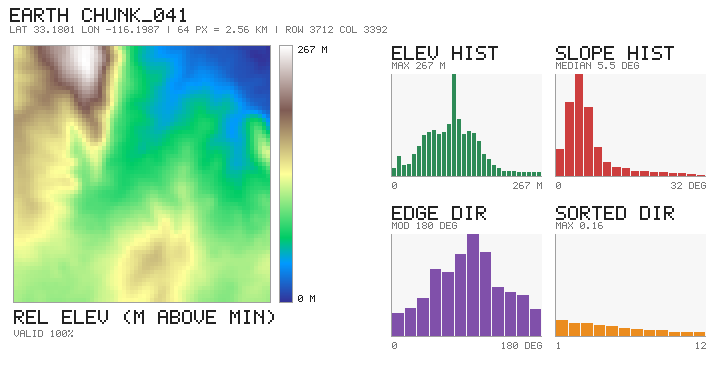 EARTH CHUNK_041
LAT 33.1801 LON -116.1987 | 64 PX = 2.56 KM | ROW 3712 COL 3392
267 M
0 M
REL ELEV (M ABOVE MIN)
VALID 100%
ELEV HIST
MAX 267 M
0 267 M
SLOPE HIST
MEDIAN 5.5 DEG
0 32 DEG
EDGE DIR
MOD 180 DEG
0 180 DEG
SORTED DIR
MAX 0.16
1 12